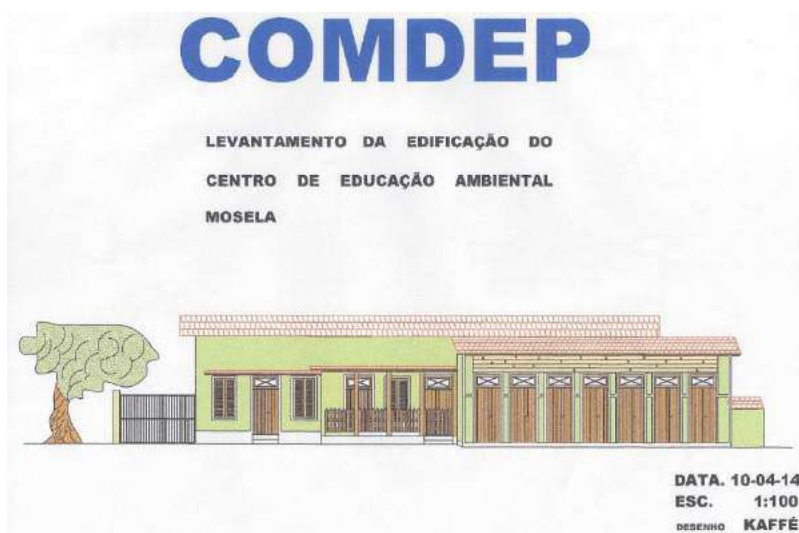 COMDEP
LEVANTAMENTO DA EDIFICAÇÃO DO
CENTRO DE EDUCAÇÃO AMBIENTAL
MOSELA
DATA. 10-04-14
ESC. 1:100
DESENHO KAFFÉ